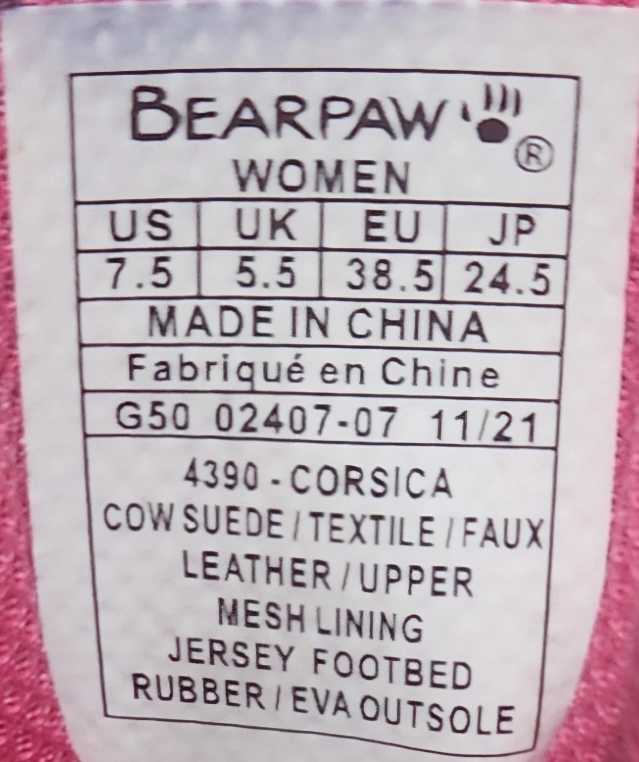 BEARPAW ®
WOMEN
US UK EU JP
7.5 5.5 38.5 24.5
MADE IN CHINA
Fabriqué en Chine
G50 02407-07 11/21
4390 - CORSICA
COW SUEDE / TEXTILE / FAUX
LEATHER / UPPER
MESH LINING
JERSEY FOOTBED
RUBBER / EVA OUTSOLE